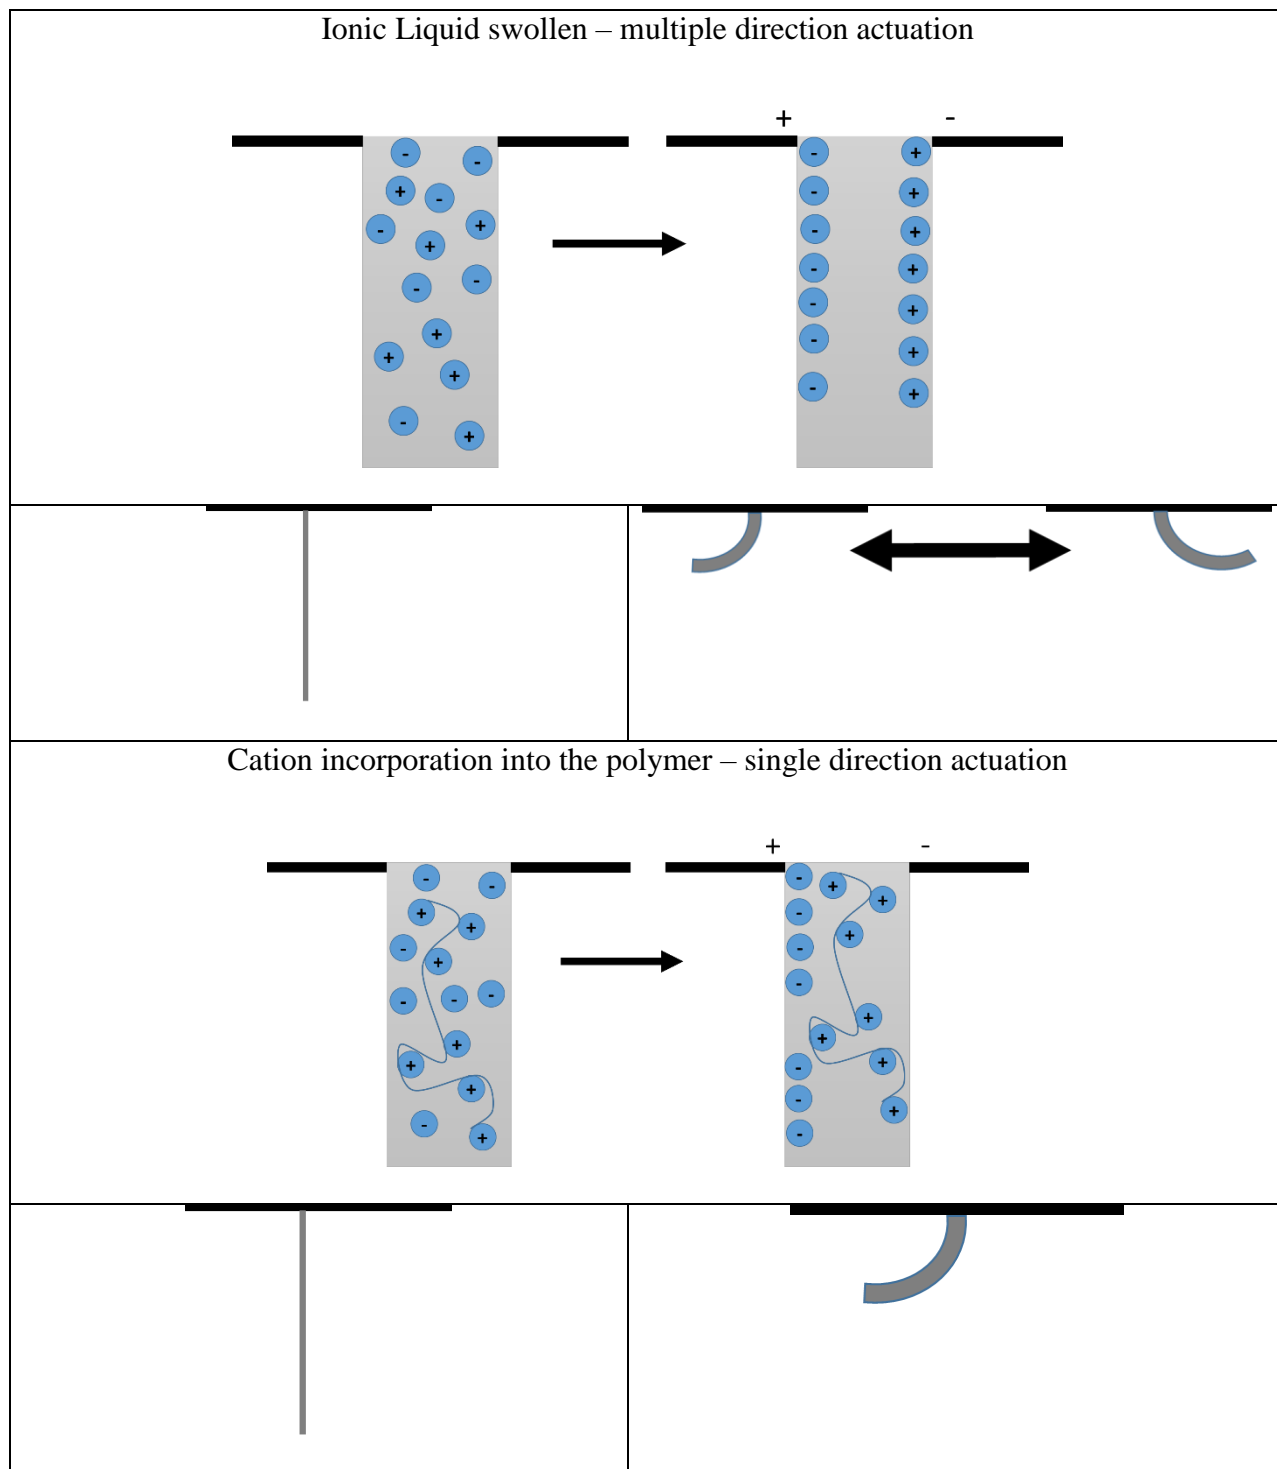 Ionic Liquid swollen – multiple direction actuation
+ -
- - + - - + + - - + + + - +
- + - + - + - + - + - + - +
Cation incorporation into the polymer – single direction actuation
+ -
- - + + - + - - - + + + - +
- + + - - + - + + - + - + -